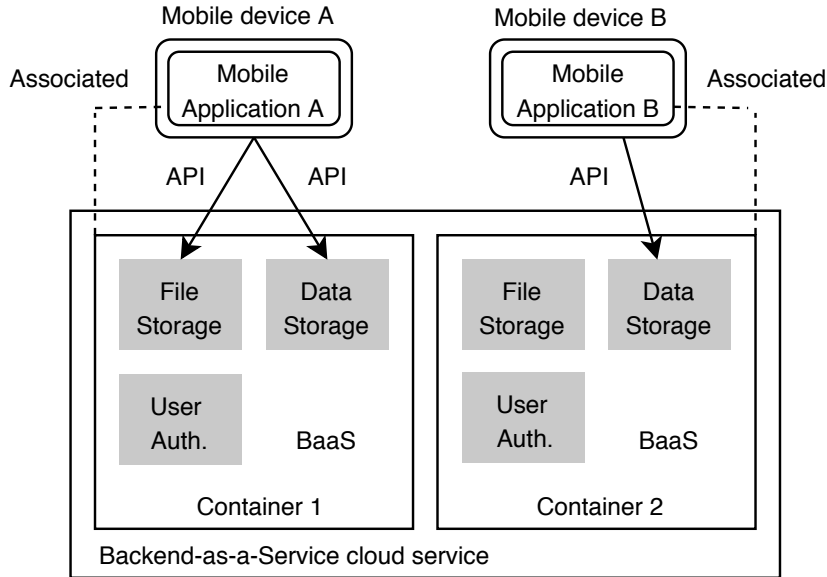 Mobile device A
Mobile device B
Associated
Mobile
Application A
Mobile
Application B
Associated
API
API
API
File
Storage
Data
Storage
File
Storage
Data
Storage
User
Auth.
BaaS
User
Auth.
BaaS
Container 1
Container 2
Backend-as-a-Service cloud service